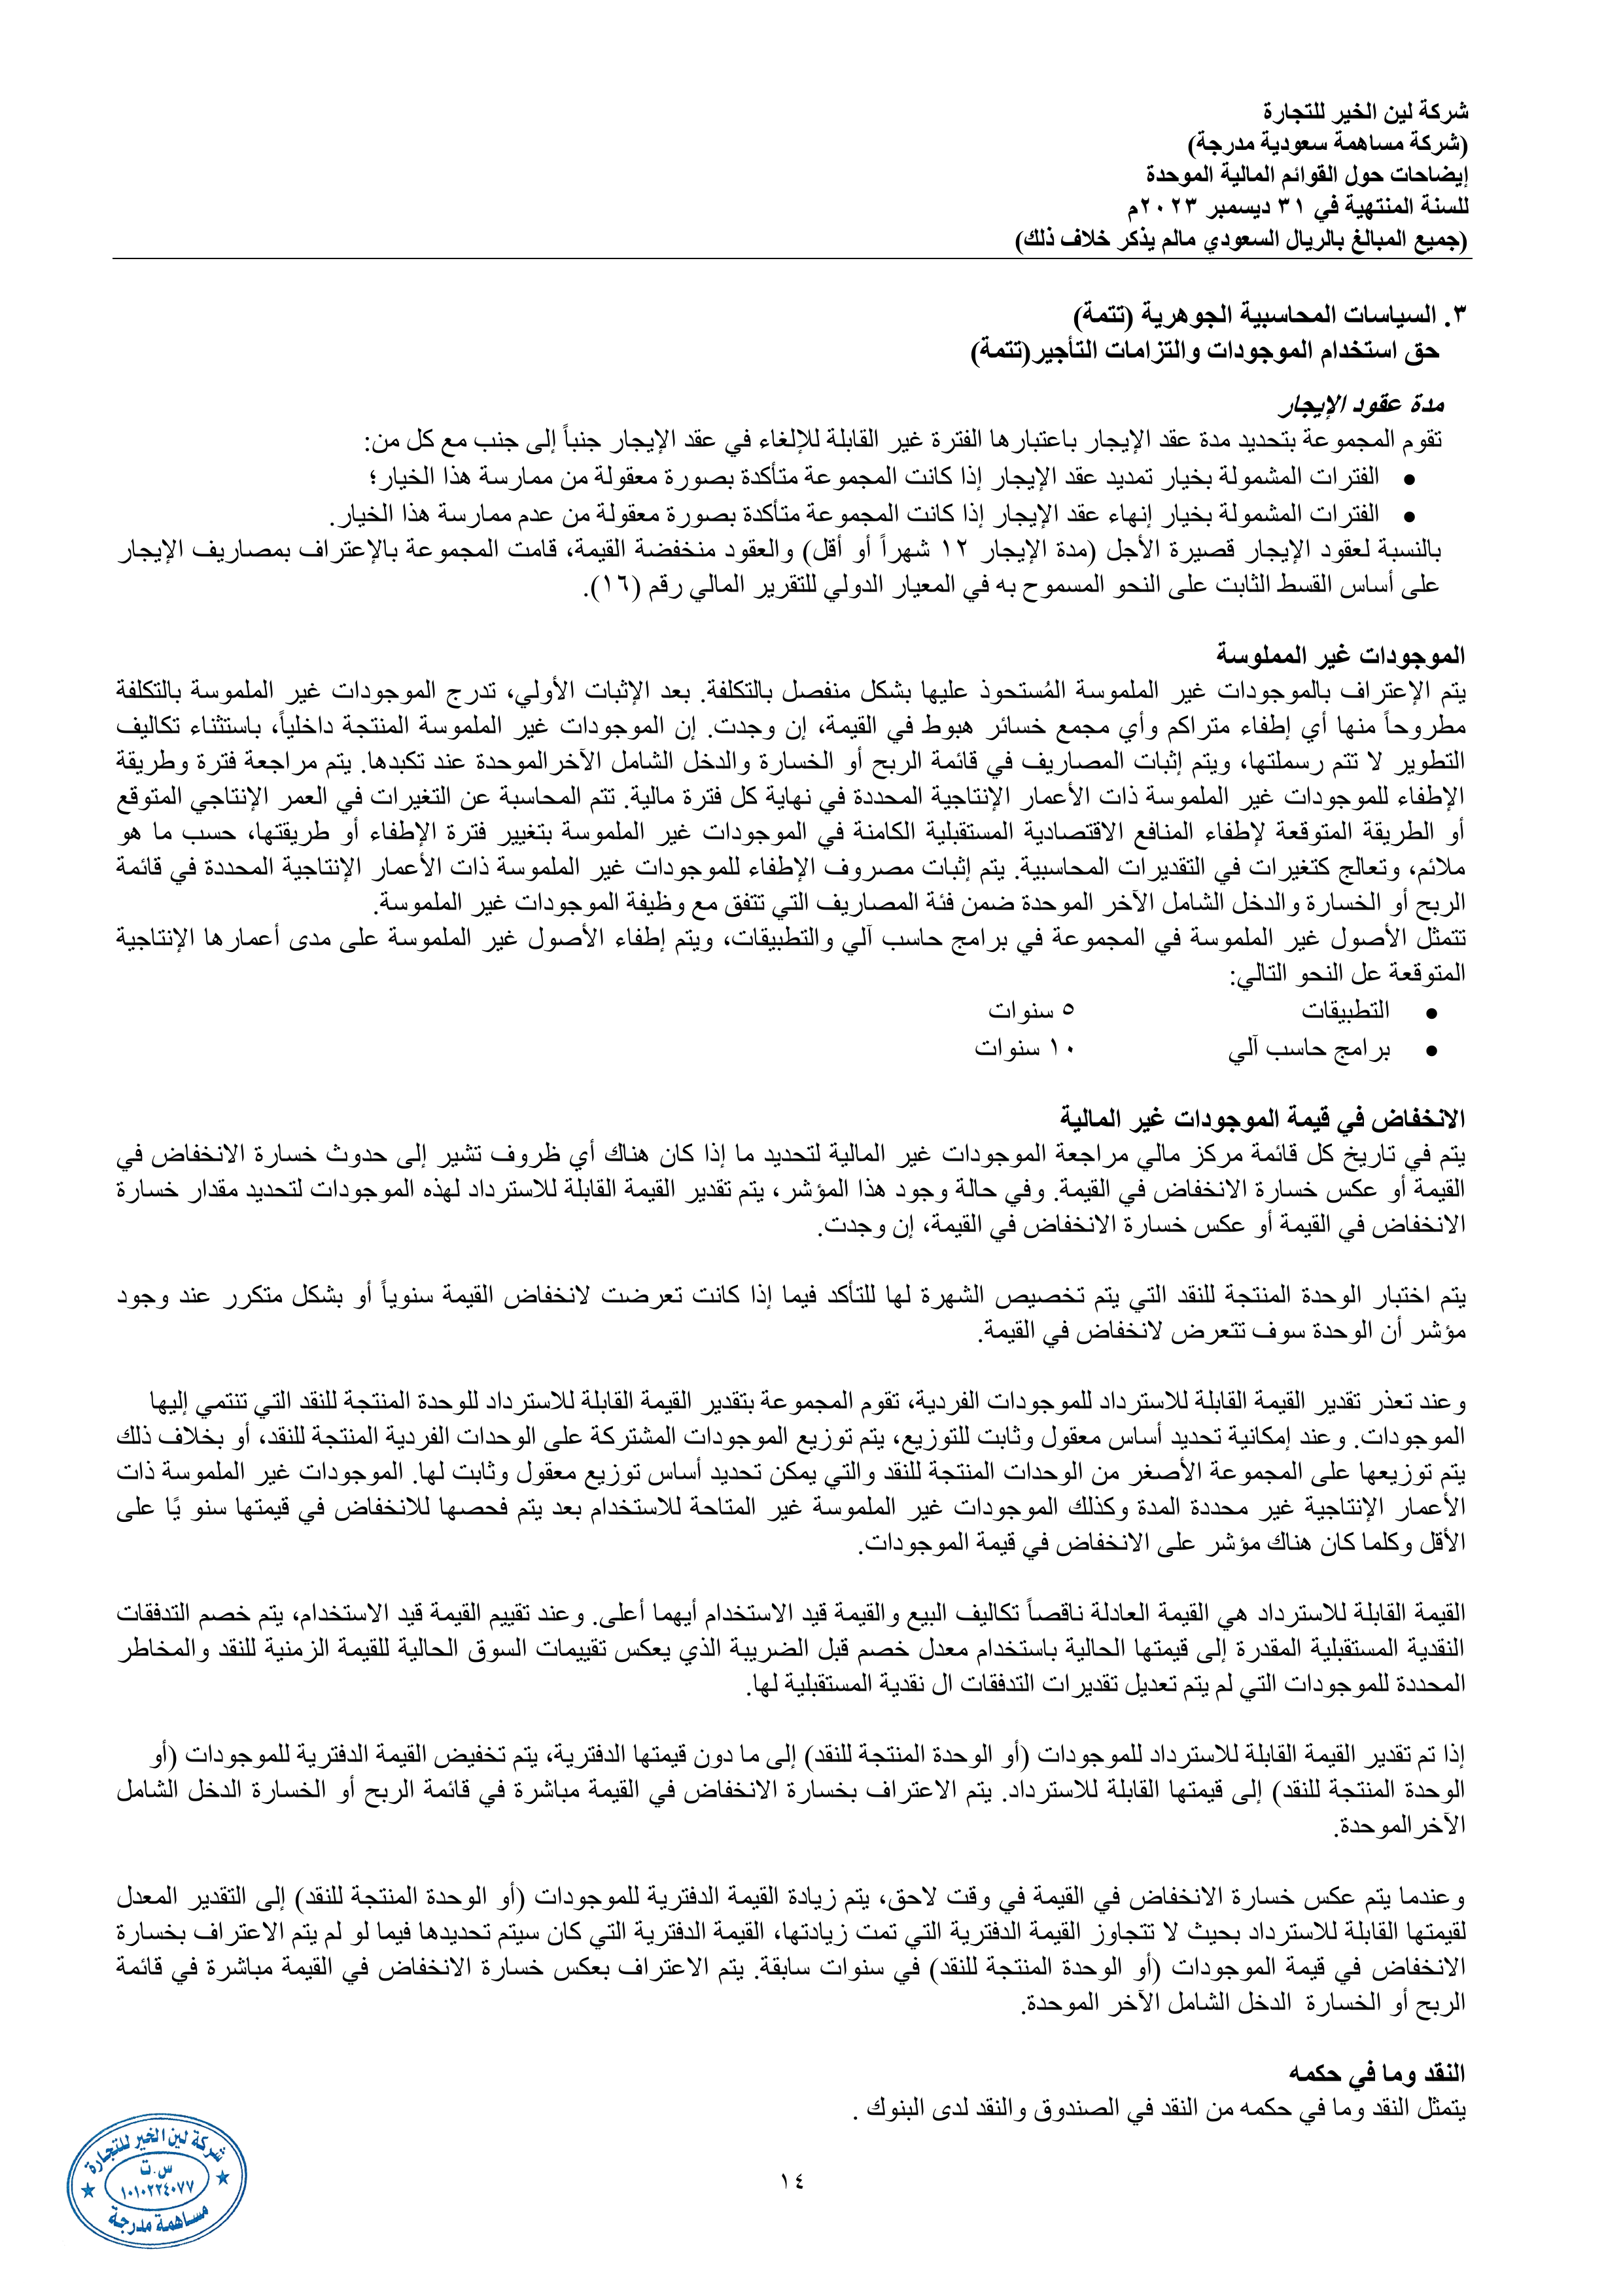 شركة لين الخير للتجارة
(شركة مساهمة سعودية مدرجة)
إيضاحات حول القوائم المالية الموحدة
للسنة المنتهية في ٣١ ديسمبر ٢٠٢٣م
(جميع المبالغ بالريال السعودي مالم يذكر خلاف ذلك)
٣. السياسات المحاسبية الجوهرية (تتمة)
حق استخدام الموجودات والتزامات التأجير(تتمة)
مدة عقود الإيجار
تقوم المجموعة بتحديد مدة عقد الإيجار باعتبارها الفترة غير القابلة للإلغاء في عقد الإيجار جنباً إلى جنب مع كل من:
• الفترات المشمولة بخيار تمديد عقد الإيجار إذا كانت المجموعة متأكدة بصورة معقولة من ممارسة هذا الخيار؛
• الفترات المشمولة بخيار إنهاء عقد الإيجار إذا كانت المجموعة متأكدة بصورة معقولة من عدم ممارسة هذا الخيار.
بالنسبة لعقود الإيجار قصيرة الأجل (مدة الإيجار ١٢ شهراً أو أقل) والعقود منخفضة القيمة، قامت المجموعة بالإعتراف بمصاريف الإيجار
على أساس القسط الثابت على النحو المسموح به في المعيار الدولي للتقرير المالي رقم (١٦).
الموجودات غير المملوسة
يتم الإعتراف بالموجودات غير الملموسة المُستحوذ عليها بشكل منفصل بالتكلفة. بعد الإثبات الأولي، تدرج الموجودات غير الملموسة بالتكلفة
مطروحاً منها أي إطفاء متراكم وأي مجمع خسائر هبوط في القيمة، إن وجدت. إن الموجودات غير الملموسة المنتجة داخلياً، باستثناء تكاليف
التطوير لا تتم رسملتها، ويتم إثبات المصاريف في قائمة الربح أو الخسارة والدخل الشامل الآخرالموحدة عند تكبدها. يتم مراجعة فترة وطريقة
الإطفاء للموجودات غير الملموسة ذات الأعمار الإنتاجية المحددة في نهاية كل فترة مالية. تتم المحاسبة عن التغيرات في العمر الإنتاجي المتوقع
أو الطريقة المتوقعة لإطفاء المنافع الاقتصادية المستقبلية الكامنة في الموجودات غير الملموسة بتغيير فترة الإطفاء أو طريقتها، حسب ما هو
ملائم، وتعالج كتغيرات في التقديرات المحاسبية. يتم إثبات مصروف الإطفاء للموجودات غير الملموسة ذات الأعمار الإنتاجية المحددة في قائمة
الربح أو الخسارة والدخل الشامل الآخر الموحدة ضمن فئة المصاريف التي تتفق مع وظيفة الموجودات غير الملموسة.
تتمثل الأصول غير الملموسة في المجموعة في برامج حاسب آلي والتطبيقات، ويتم إطفاء الأصول غير الملموسة على مدى أعمارها الإنتاجية
المتوقعة عل النحو التالي:
• التطبيقات ٥ سنوات
• برامج حاسب آلي ١٠ سنوات
الانخفاض في قيمة الموجودات غير المالية
يتم في تاريخ كل قائمة مركز مالي مراجعة الموجودات غير المالية لتحديد ما إذا كان هناك أي ظروف تشير إلى حدوث خسارة الانخفاض في
القيمة أو عكس خسارة الانخفاض في القيمة. وفي حالة وجود هذا المؤشر، يتم تقدير القيمة القابلة للاسترداد لهذه الموجودات لتحديد مقدار خسارة
الانخفاض في القيمة أو عكس خسارة الانخفاض في القيمة، إن وجدت.
يتم اختبار الوحدة المنتجة للنقد التي يتم تخصيص الشهرة لها للتأكد فيما إذا كانت تعرضت لانخفاض القيمة سنوياً أو بشكل متكرر عند وجود
مؤشر أن الوحدة سوف تتعرض لانخفاض في القيمة.
وعند تعذر تقدير القيمة القابلة للاسترداد للموجودات الفردية، تقوم المجموعة بتقدير القيمة القابلة للاسترداد للوحدة المنتجة للنقد التي تنتمي إليها
الموجودات. وعند إمكانية تحديد أساس معقول وثابت للتوزيع، يتم توزيع الموجودات المشتركة على الوحدات الفردية المنتجة للنقد، أو بخلاف ذلك
يتم توزيعها على المجموعة الأصغر من الوحدات المنتجة للنقد والتي يمكن تحديد أساس توزيع معقول وثابت لها. الموجودات غير الملموسة ذات
الأعمار الإنتاجية غير محددة المدة وكذلك الموجودات غير الملموسة غير المتاحة للاستخدام بعد يتم فحصها للانخفاض في قيمتها سنو يًا على
الأقل وكلما كان هناك مؤشر على الانخفاض في قيمة الموجودات.
القيمة القابلة للاسترداد هي القيمة العادلة ناقصاً تكاليف البيع والقيمة قيد الاستخدام أيهما أعلى. وعند تقييم القيمة قيد الاستخدام، يتم خصم التدفقات
النقدية المستقبلية المقدرة إلى قيمتها الحالية باستخدام معدل خصم قبل الضريبة الذي يعكس تقييمات السوق الحالية للقيمة الزمنية للنقد والمخاطر
المحددة للموجودات التي لم يتم تعديل تقديرات التدفقات ال نقدية المستقبلية لها.
إذا تم تقدير القيمة القابلة للاسترداد للموجودات (أو الوحدة المنتجة للنقد) إلى ما دون قيمتها الدفترية، يتم تخفيض القيمة الدفترية للموجودات (أو
الوحدة المنتجة للنقد) إلى قيمتها القابلة للاسترداد. يتم الاعتراف بخسارة الانخفاض في القيمة مباشرة في قائمة الربح أو الخسارة الدخل الشامل
الآخرالموحدة.
وعندما يتم عكس خسارة الانخفاض في القيمة في وقت لاحق، يتم زيادة القيمة الدفترية للموجودات (أو الوحدة المنتجة للنقد) إلى التقدير المعدل
لقيمتها القابلة للاسترداد بحيث لا تتجاوز القيمة الدفترية التي تمت زيادتها، القيمة الدفترية التي كان سيتم تحديدها فيما لو لم يتم الاعتراف بخسارة
الانخفاض في قيمة الموجودات (أو الوحدة المنتجة للنقد) في سنوات سابقة. يتم الاعتراف بعكس خسارة الانخفاض في القيمة مباشرة في قائمة
الربح أو الخسارة الدخل الشامل الآخر الموحدة.
النقد وما في حكمه
يتمثل النقد وما في حكمه من النقد في الصندوق والنقد لدى البنوك .
١٤
شركة لين الخير للتجارة
س.ت
١٠١٠٢٢٤٠٧٧
مساهمة مدرجة